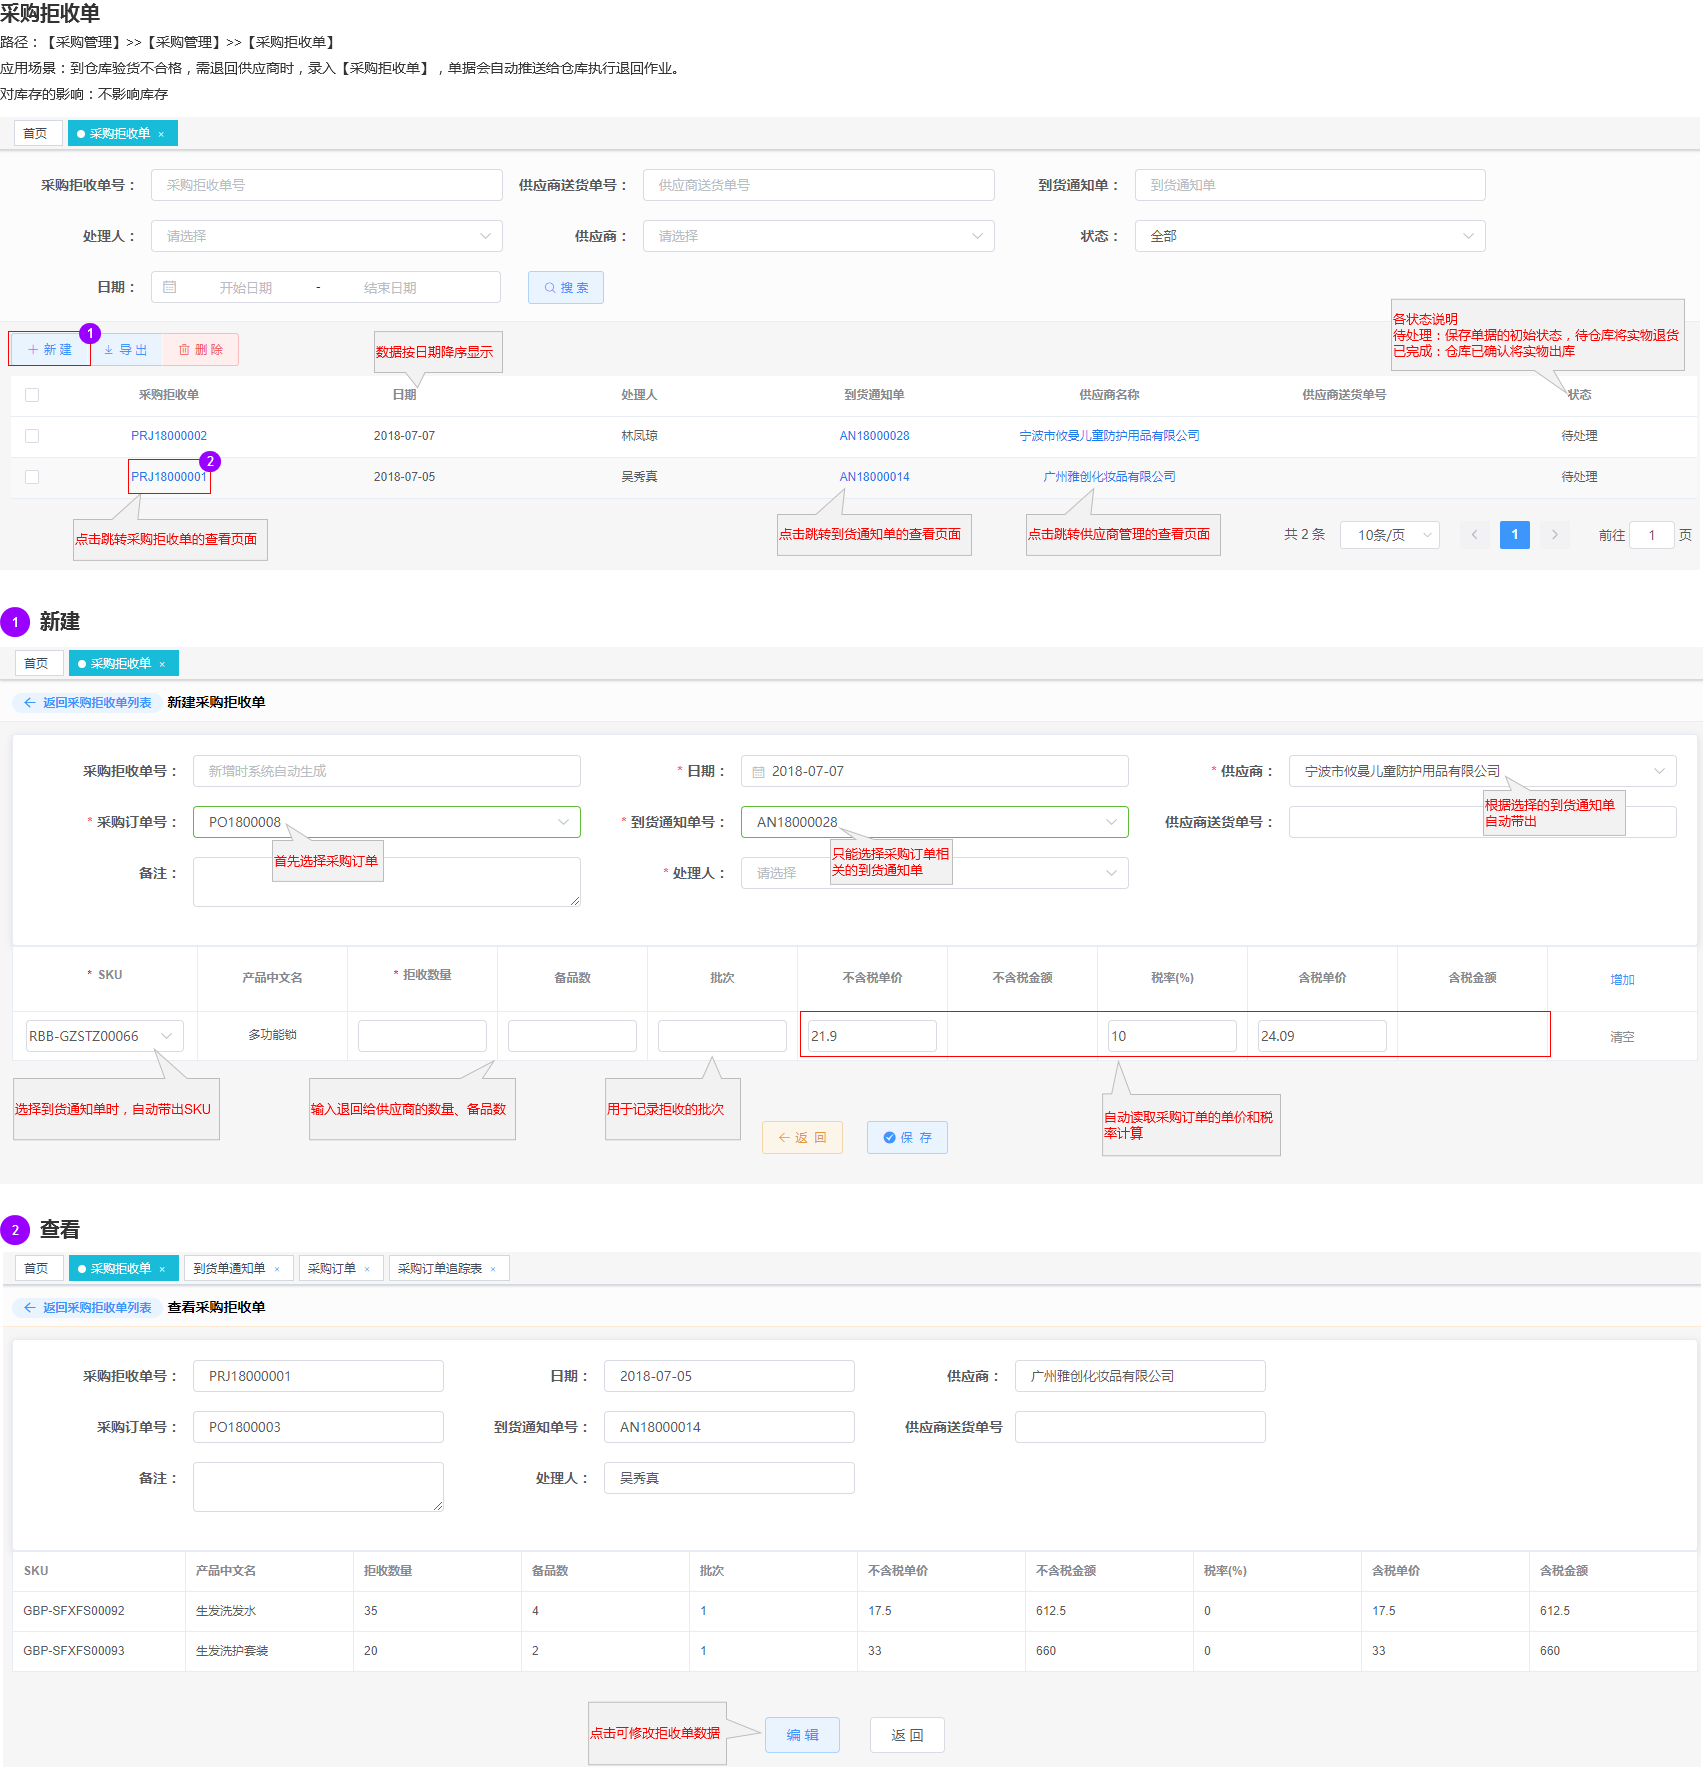 采购拒收单
路径：【采购管理】>>【采购管理】>>【采购拒收单】
应用场景：到仓库验货不合格，需退回供应商时，录入【采购拒收单】，单据会自动推送给仓库执行退回作业。
对库存的影响：不影响库存
首页 采购拒收单 ×
采购拒收单号： 采购拒收单号 供应商送货单号： 供应商送货单号 到货通知单： 到货通知单
处理人： 请选择 供应商： 请选择 状态： 全部
日期： 开始日期 - 结束日期 搜 索
各状态说明
待处理：保存单据的初始状态，待仓库将实物退货
已完成：仓库已确认将实物出库
1
新 建 导 出 删 除 数据按日期降序显示
采购拒收单 日期 处理人 到货通知单 供应商名称 供应商送货单号 状态
PRJ18000002 2018-07-07 林凤琼 AN18000028 宁波市攸曼儿童防护用品有限公司 待处理
2
PRJ18000001 2018-07-05 吴秀真 AN18000014 广州雅创化妆品有限公司 待处理
点击跳转采购拒收单的查看页面 点击跳转到货通知单的查看页面 点击跳转供应商管理的查看页面 共 2 条 10条/页 < 1 > 前往 1 页
1 新建
首页 采购拒收单 ×
返回采购拒收单列表 新建采购拒收单
采购拒收单号： 新增时系统自动生成 * 日期： 2018-07-07 * 供应商： 宁波市攸曼儿童防护用品有限公司
* 采购订单号： PO1800008 * 到货通知单号： AN18000028 供应商送货单号：
根据选择的到货通知单
自动带出
首先选择采购订单
只能选择采购订单相
关的到货通知单
备注： * 处理人： 请选择
* SKU 产品中文名 * 拒收数量 备品数 批次 不含税单价 不含税金额 税率(%) 含税单价 含税金额 增加
RBB-GZSTZ00066 多功能锁 21.9 10 24.09 清空
选择到货通知单时，自动带出SKU 输入退回给供应商的数量、备品数 用于记录拒收的批次
自动读取采购订单的单价和税
率计算
返 回 保 存
2 查看
首页 采购拒收单 × 到货单通知单 × 采购订单 × 采购订单追踪表 ×
返回采购拒收单列表 查看采购拒收单
采购拒收单号： PRJ18000001 日期： 2018-07-05 供应商： 广州雅创化妆品有限公司
采购订单号： PO1800003 到货通知单号： AN18000014 供应商送货单号
备注： 处理人： 吴秀真
SKU 产品中文名 拒收数量 备品数 批次 不含税单价 不含税金额 税率(%) 含税单价 含税金额
GBP-SFXFS00092 生发洗发水 35 4 1 17.5 612.5 0 17.5 612.5
GBP-SFXFS00093 生发洗护套装 20 2 1 33 660 0 33 660
点击可修改拒收单数据 编 辑 返 回